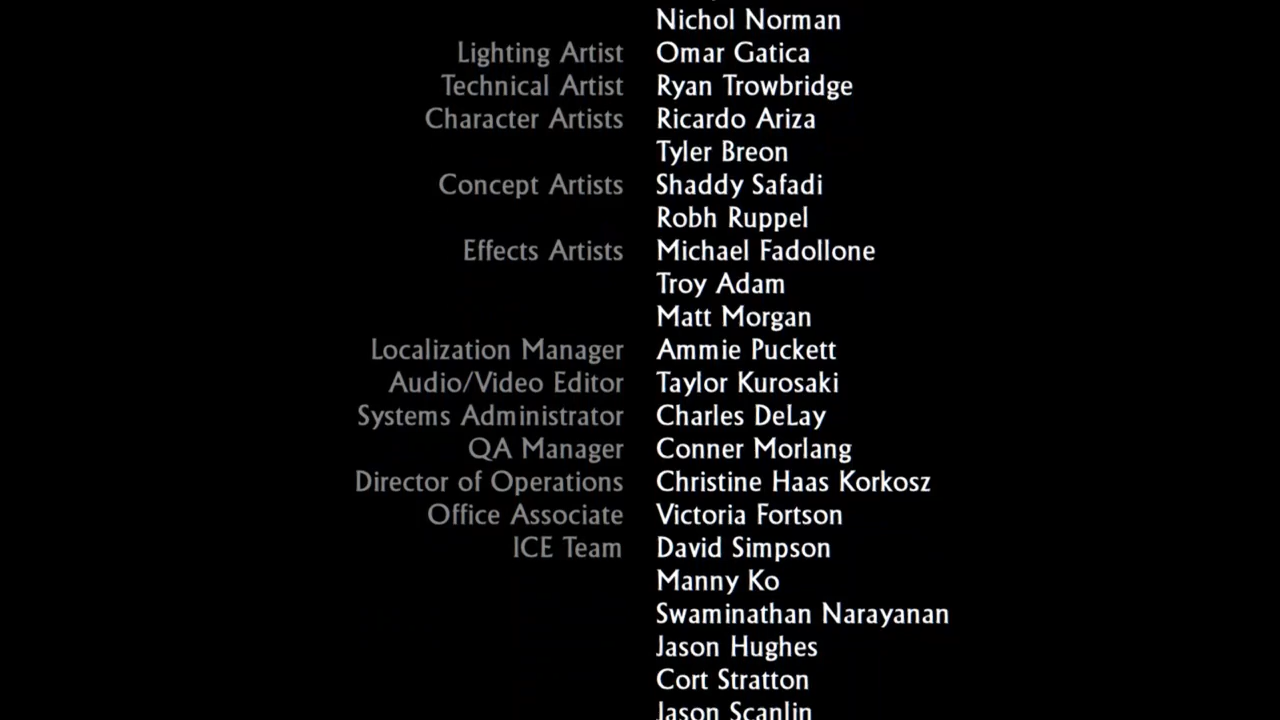 Nichol Norman
Lighting Artist Omar Gatica
Technical Artist Ryan Trowbridge
Character Artists Ricardo Ariza
Tyler Breon
Concept Artists Shaddy Safadi
Robh Ruppel
Effects Artists Michael Fadollone
Troy Adam
Matt Morgan
Localization Manager Ammie Puckett
Audio/Video Editor Taylor Kurosaki
Systems Administrator Charles DeLay
QA Manager Conner Morlang
Director of Operations Christine Haas Korkosz
Office Associate Victoria Fortson
ICE Team David Simpson
Manny Ko
Swaminathan Narayanan
Jason Hughes
Cort Stratton
Jason Scanlin